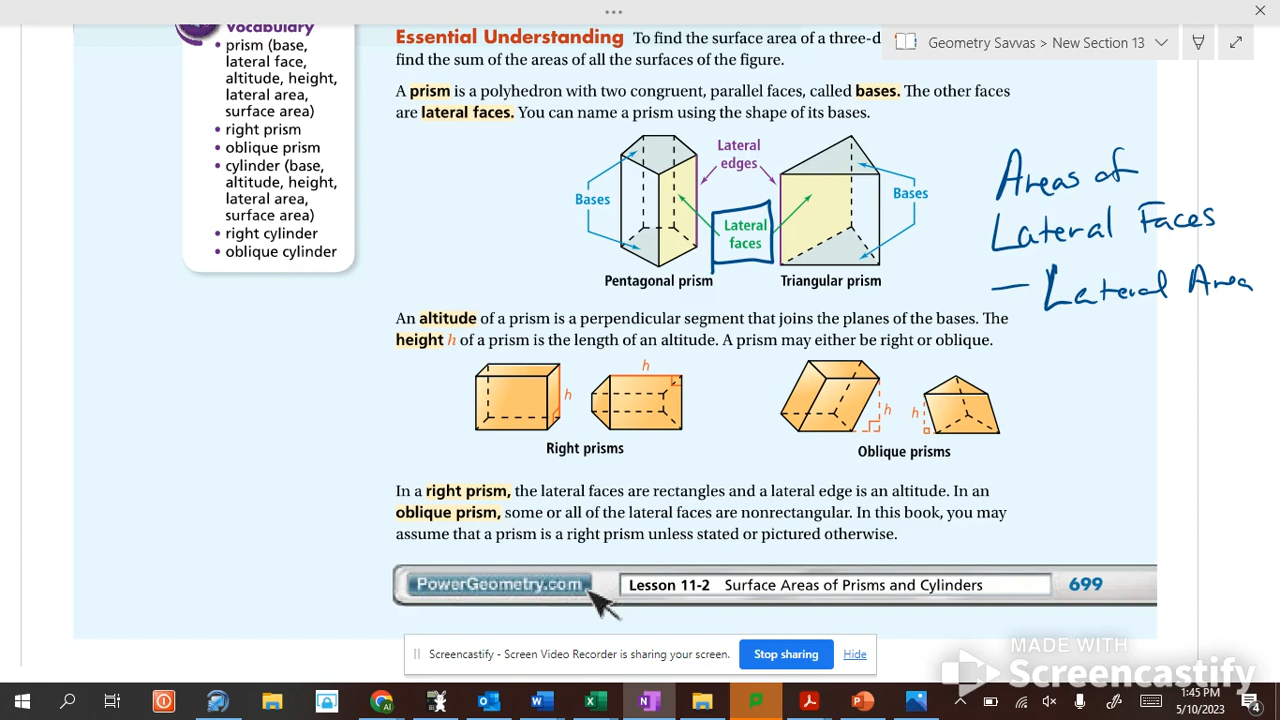 Vocabulary
• prism (base,
lateral face,
altitude, height,
lateral area,
surface area)
• right prism
• oblique prism
• cylinder (base,
altitude, height,
lateral area,
surface area)
• right cylinder
• oblique cylinder
Essential Understanding To find the surface area of a three-d
find the sum of the areas of all the surfaces of the figure.
Geometry Savvas > New Section 13
A prism is a polyhedron with two congruent, parallel faces, called bases. The other faces
are lateral faces. You can name a prism using the shape of its bases.
Lateral
edges
Bases
Bases
Lateral
faces
Pentagonal prism
Triangular prism
Areas of
Lateral Faces
— Lateral Area
An altitude of a prism is a perpendicular segment that joins the planes of the bases. The
height h of a prism is the length of an altitude. A prism may either be right or oblique.
h
h
h
h
Right prisms
Oblique prisms
In a right prism, the lateral faces are rectangles and a lateral edge is an altitude. In an
oblique prism, some or all of the lateral faces are nonrectangular. In this book, you may
assume that a prism is a right prism unless stated or pictured otherwise.
PowerGeometry.com
Lesson 11-2 Surface Areas of Prisms and Cylinders
699
Screencastify - Screen Video Recorder is sharing your screen.
Stop sharing
Hide
MADE WITH
Screencastify
1:45 PM
5/10/2023
4